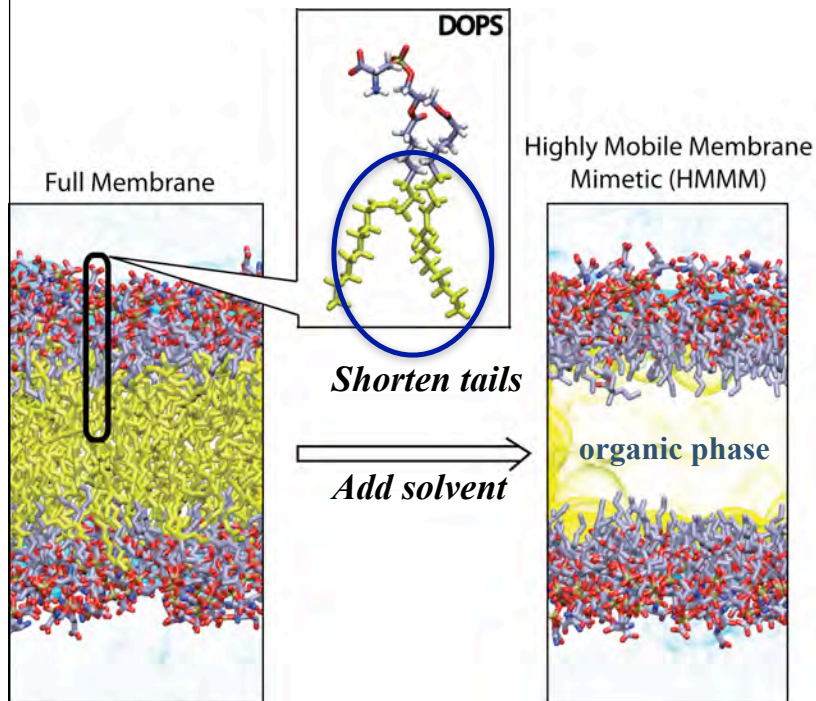 DOPS
Full Membrane
Highly Mobile Membrane
Mimetic (HMMM)
Shorten tails
Add solvent
organic phase